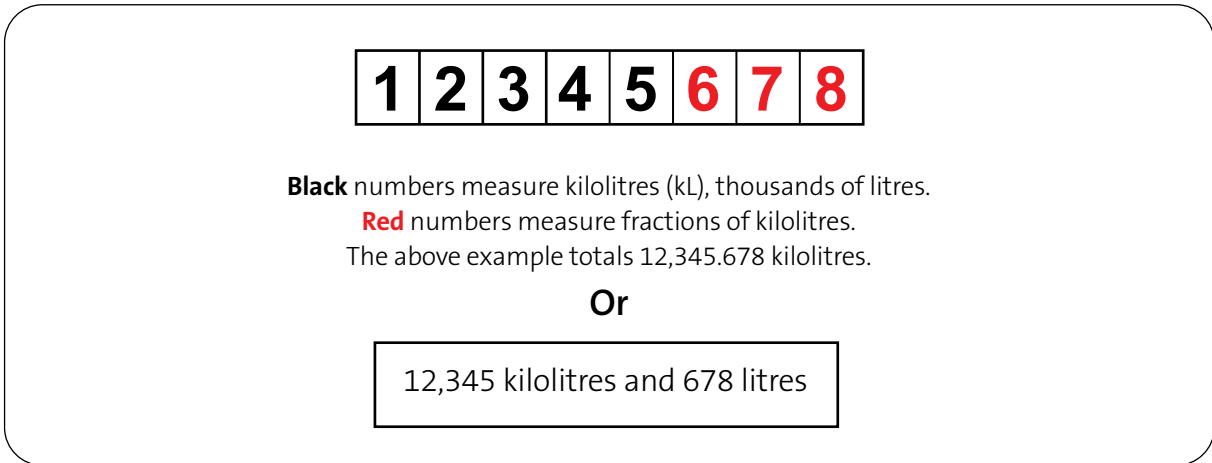 12345678
Black numbers measure kilolitres (kL), thousands of litres.
Red numbers measure fractions of kilolitres.
The above example totals 12,345.678 kilolitres.
Or
12,345 kilolitres and 678 litres